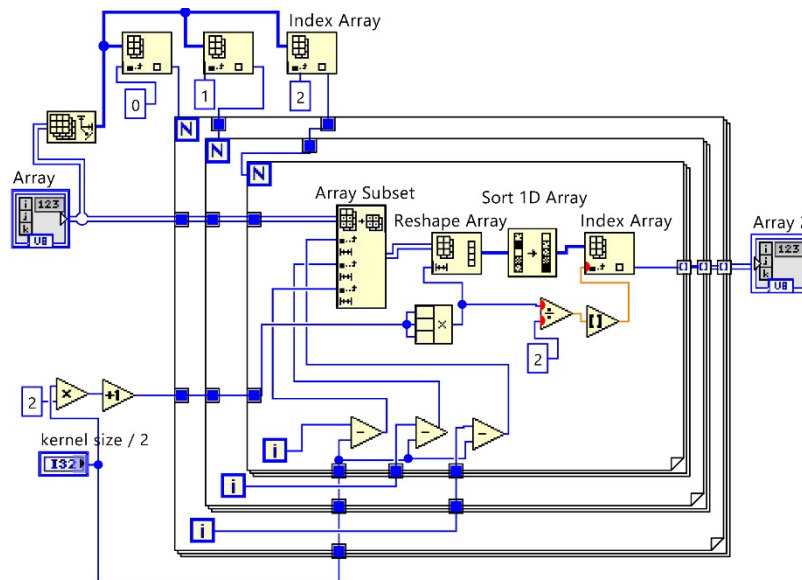 Index Array
0
1
2
N
N
N
Array
i
j
k
123
U8
Array Subset
Reshape Array
Sort 1D Array
Index Array
Array 2
i
j
k
123
U8
×
÷
[]
2
2
×
+1
kernel size / 2
I32
-
-
-
i
i
i